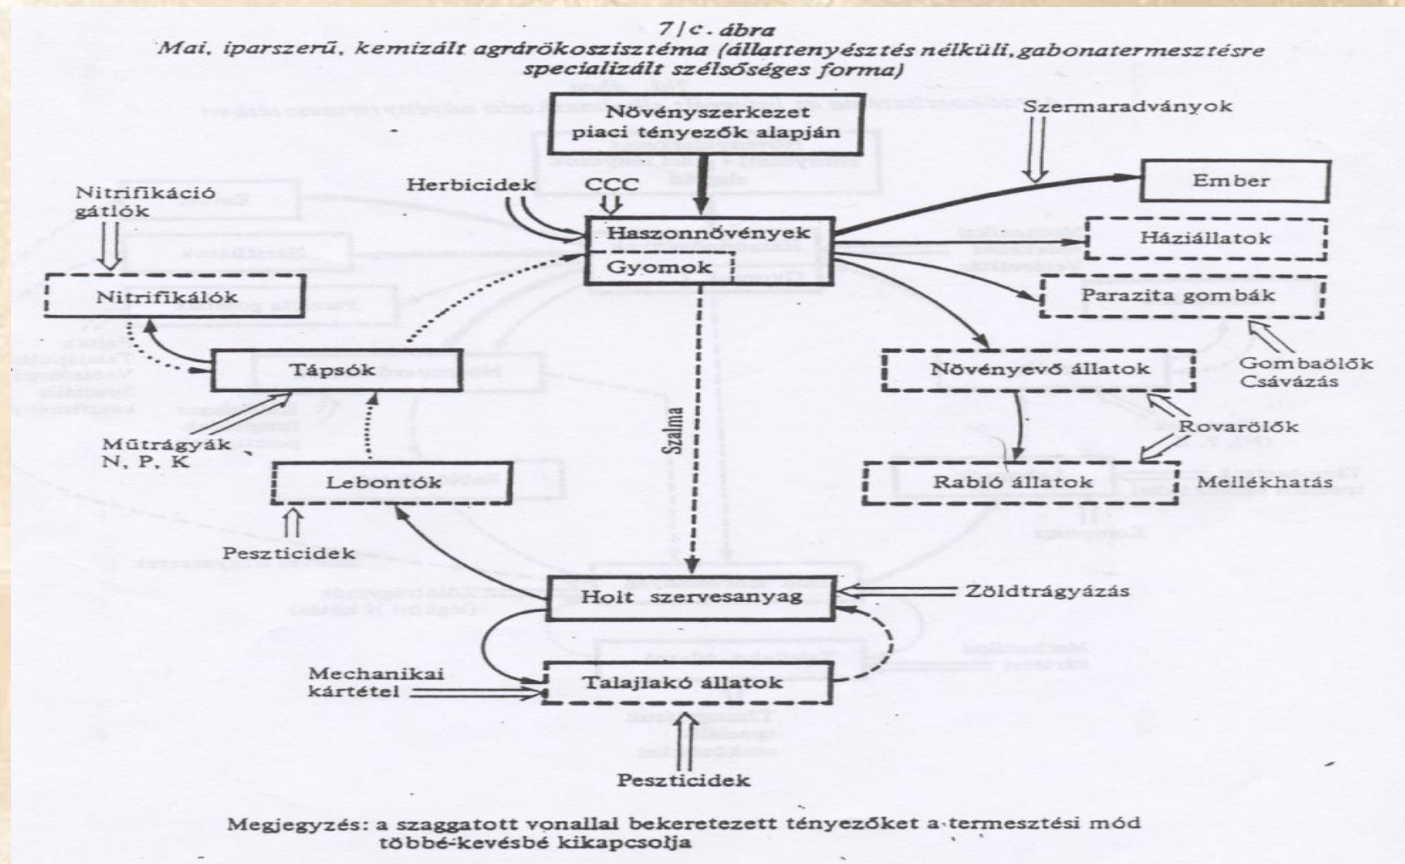 7/c. ábra
Mai, iparszerű, kemizált agrárökoszisztéma (állattenyésztés nélküli, gabonatermesztésre
specializált szélsőséges forma)
Növényszerkezet
piaci tényezők alapján
Szermaradványok
Herbicidek
CCC
Ember
Nitrifikáció
gátlók
Haszonnövények
Gyomok
Háziállatok
Nitrifikálók
Parazita gombák
Gombaölők
Csávázás
Tápsók
Növényevő állatok
Műtrágyák
N, P, K
Szalma
Rovarölők
Lebontók
Rabló állatok
Mellékhatás
Peszticidek
Holt szervesanyag
Zöldtrágyázás
Mechanikai
kártétel
Talajlakó állatok
Peszticidek
Megjegyzés: a szaggatott vonallal bekeretezett tényezőket a termesztési mód
többé-kevésbé kikapcsolja